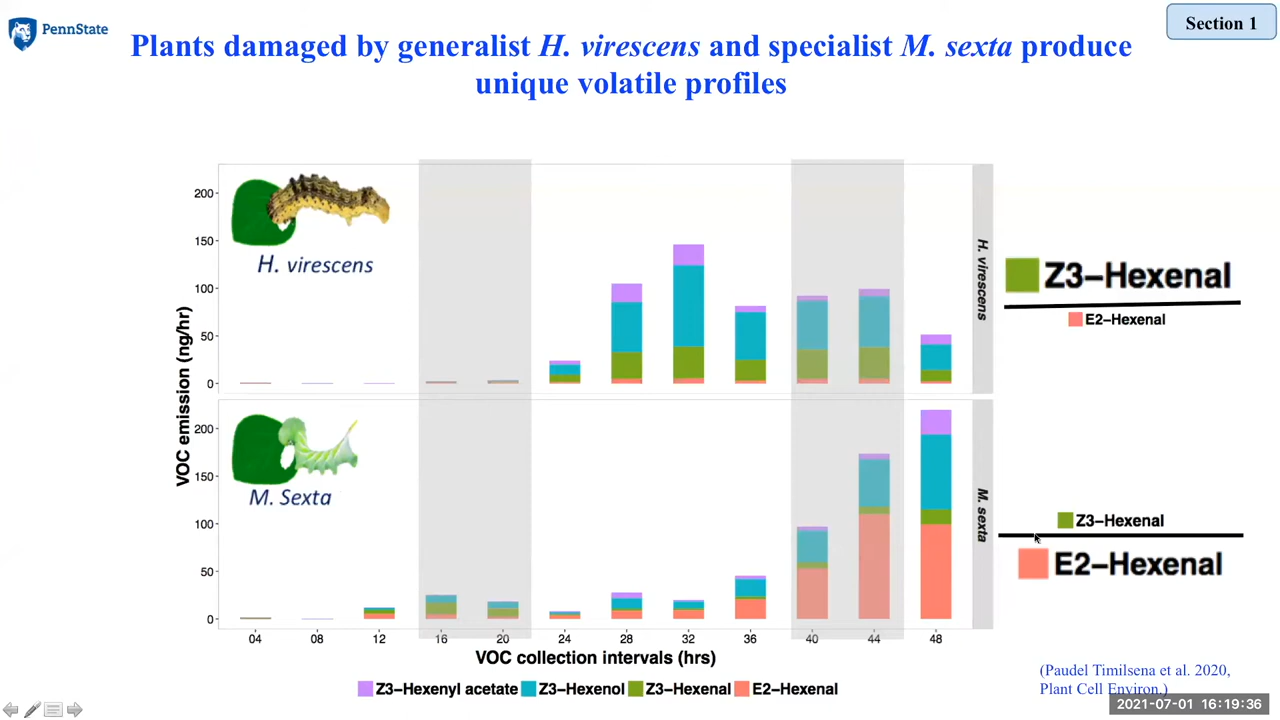 PennState
Section 1
Plants damaged by generalist H. virescens and specialist M. sexta produce
unique volatile profiles
VOC emission (ng/hr)
200
150
100
50
0
H. virescens
H. virescens
Z3-Hexenal
E2-Hexenal
200
150
100
50
0
M. Sexta
M. sexta
Z3-Hexenal
E2-Hexenal
04 08 12 16 20 24 28 32 36 40 44 48
VOC collection intervals (hrs)
Z3-Hexenyl acetate Z3-Hexenol Z3-Hexenal E2-Hexenal
(Paudel Timilsena et al. 2020,
Plant Cell Environ.)
2021-07-01 16:19:36